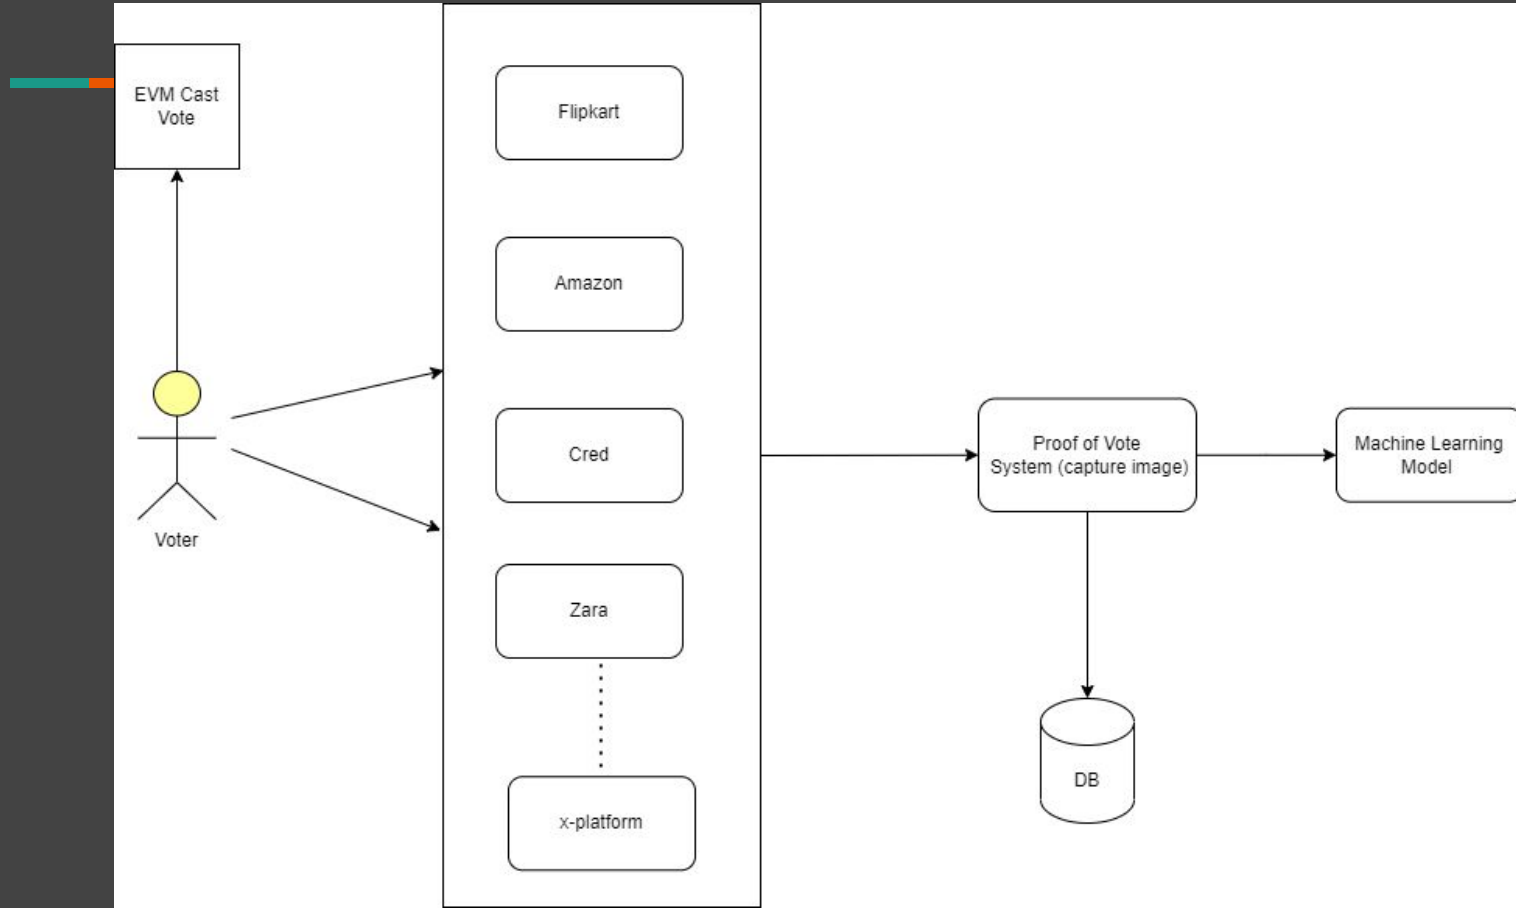 EVM Cast
Vote
Voter
Flipkart
Amazon
Cred
Zara
x-platform
Proof of Vote
System (capture image)
DB
Machine Learning
Model